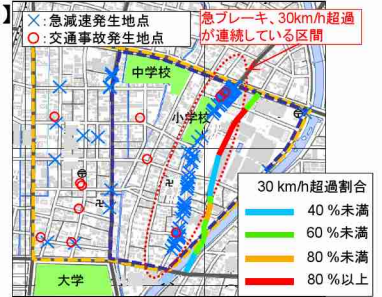 】
×:急減速発生地点
○:交通事故発生地点
急ブレーキ、30km/h超過
が連続している区間
中学校
小学校
大学
30 km/h超過割合
40 %未満
60 %未満
80 %未満
80 %以上